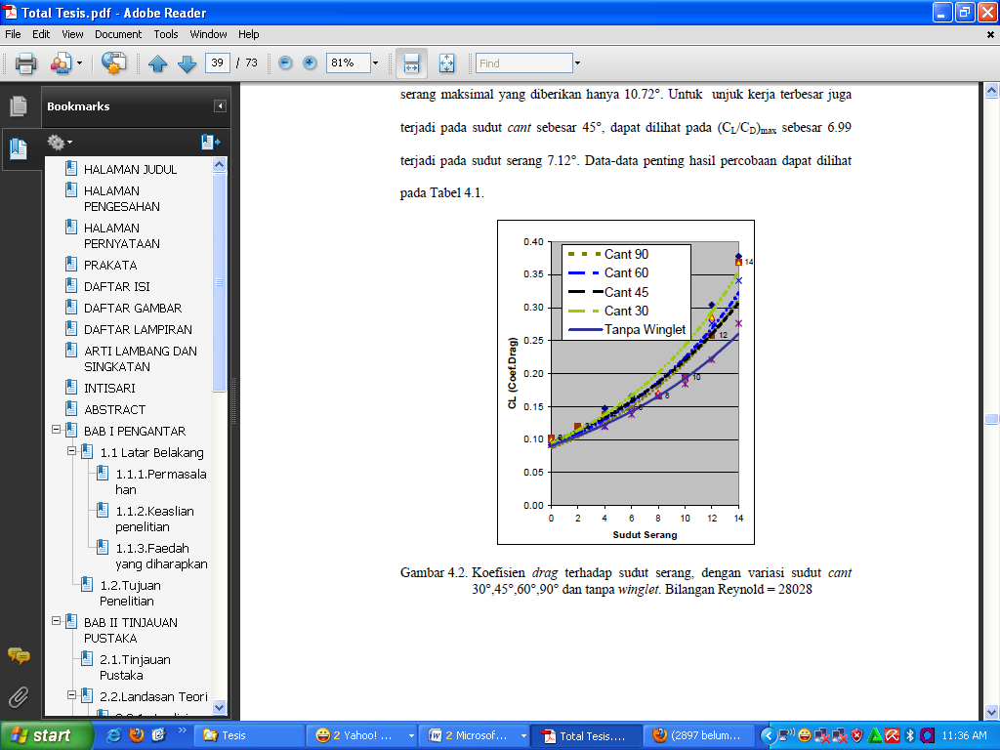 Total Tesis.pdf - Adobe Reader
File Edit View Document Tools Window Help
39 / 73 81% Find
Bookmarks
HALAMAN JUDUL
HALAMAN
PENGESAHAN
HALAMAN
PERNYATAAN
PRAKATA
DAFTAR ISI
DAFTAR GAMBAR
DAFTAR LAMPIRAN
ARTI LAMBANG DAN
SINGKATAN
INTISARI
ABSTRACT
BAB I PENGANTAR
1.1 Latar Belakang
1.1.1.Permasala
han
1.1.2.Keaslian
penelitian
1.1.3.Faedah
yang diharapkan
1.2.Tujuan
Penelitian
BAB II TINJAUAN
PUSTAKA
2.1.Tinjauan
Pustaka
2.2.Landasan Teori
serang maksimal yang diberikan hanya 10.72°. Untuk unjuk kerja terbesar juga
terjadi pada sudut cant sebesar 45°, dapat dilihat pada (CL/CD)max sebesar 6.99
terjadi pada sudut serang 7.12°. Data-data penting hasil percobaan dapat dilihat
pada Tabel 4.1.
0.40
0.35
0.30
0.25
0.20
0.15
0.10
0.05
0.00
CL (Coef.Drag)
Cant 90
Cant 60
Cant 45
Cant 30
Tanpa Winglet
14
12
10
8
0 2 4 6 8 10 12 14
Sudut Serang
Gambar 4.2. Koefisien drag terhadap sudut serang, dengan variasi sudut cant
30°,45°,60°,90° dan tanpa winglet. Bilangan Reynold = 28028
start
Tesis
2 Yahoo! ...
2 Microsof...
Total Tesis....
(2897 belum...
11:36 AM